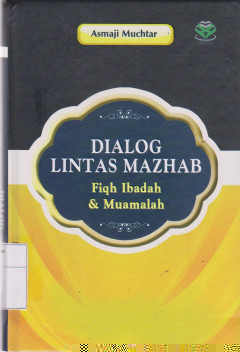 Asmaji Muchtar
DIALOG
LINTAS MAZHAB
Fiqh Ibadah
& Muamalah